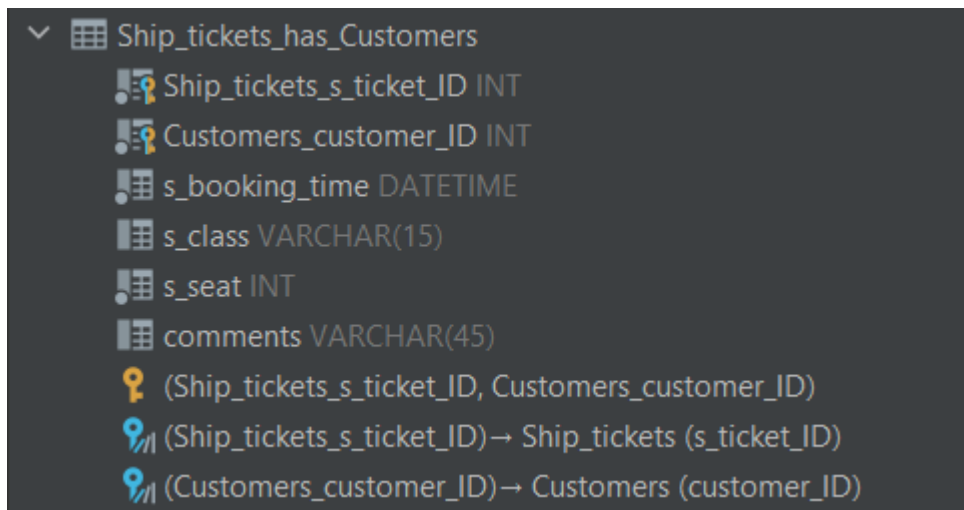 Ship_tickets_has_Customers
Ship_tickets_s_ticket_ID INT
Customers_customer_ID INT
s_booking_time DATETIME
s_class VARCHAR(15)
s_seat INT
comments VARCHAR(45)
(Ship_tickets_s_ticket_ID, Customers_customer_ID)
(Ship_tickets_s_ticket_ID)→ Ship_tickets (s_ticket_ID)
(Customers_customer_ID)→ Customers (customer_ID)